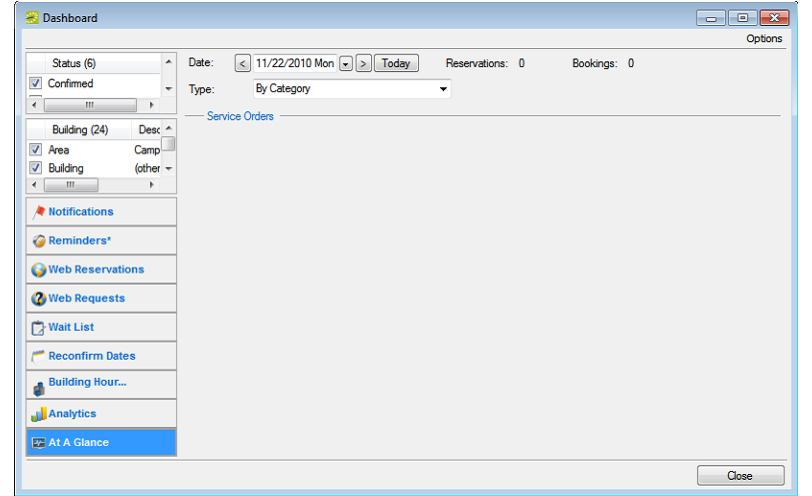 Dashboard
Options
Status (6)
Confirmed
Date: < 11/22/2010 Mon > Today Reservations: 0 Bookings: 0
Type: By Category
Service Orders
Building (24) Desc
Area Camp
Building (other
Notifications
Reminders*
Web Reservations
Web Requests
Wait List
Reconfirm Dates
Building Hour...
Analytics
At A Glance
Close